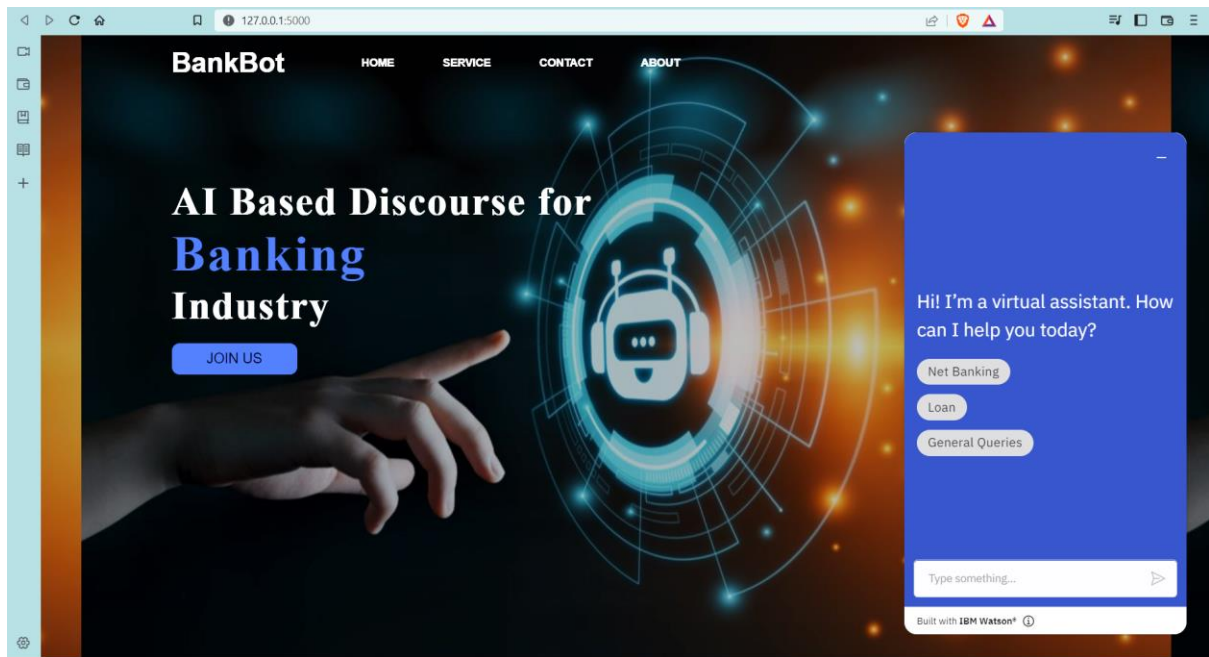 127.0.0.1:5000
BankBot HOME SERVICE CONTACT ABOUT
AI Based Discourse for
Banking
Industry
JOIN US
Hi! I'm a virtual assistant. How
can I help you today?
Net Banking
Loan
General Queries
Type something...
Built with IBM Watson®